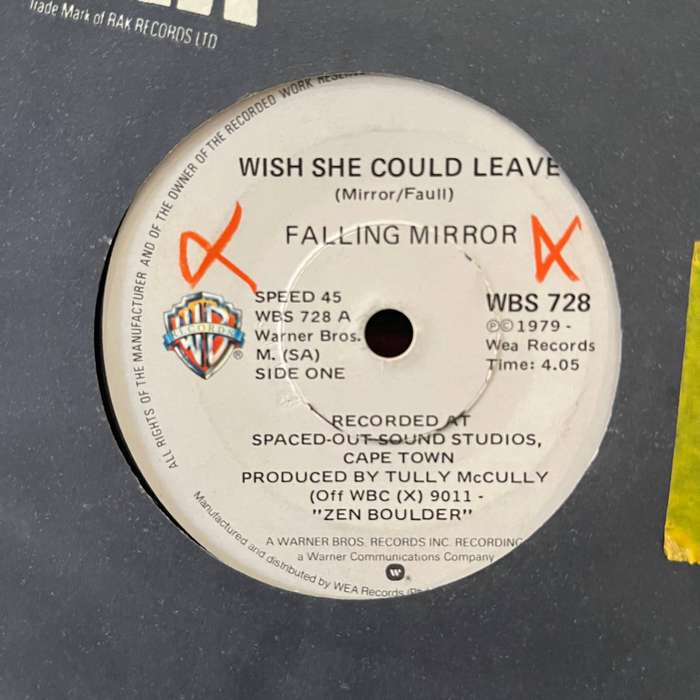 Trade Mark of RAK RECORDS LTD
ALL RIGHTS OF THE MANUFACTURER AND OF THE OWNER OF THE RECORDED WORK RESERVE
WISH SHE COULD LEAVE
(Mirror/Faull)
FALLING MIRROR
WB
RECORDS
®
SPEED 45
WBS 728 A
Warner Bros.
M. (SA)
SIDE ONE
WBS 728
℗© 1979 -
Wea Records
Time: 4.05
RECORDED AT
SPACED-OUT SOUND STUDIOS,
CAPE TOWN
PRODUCED BY TULLY McCULLY
(Off WBC (X) 9011 -
"ZEN BOULDER"
A WARNER BROS. RECORDS INC. RECORDING
a Warner Communications Company
Manufactured and distributed by WEA Records